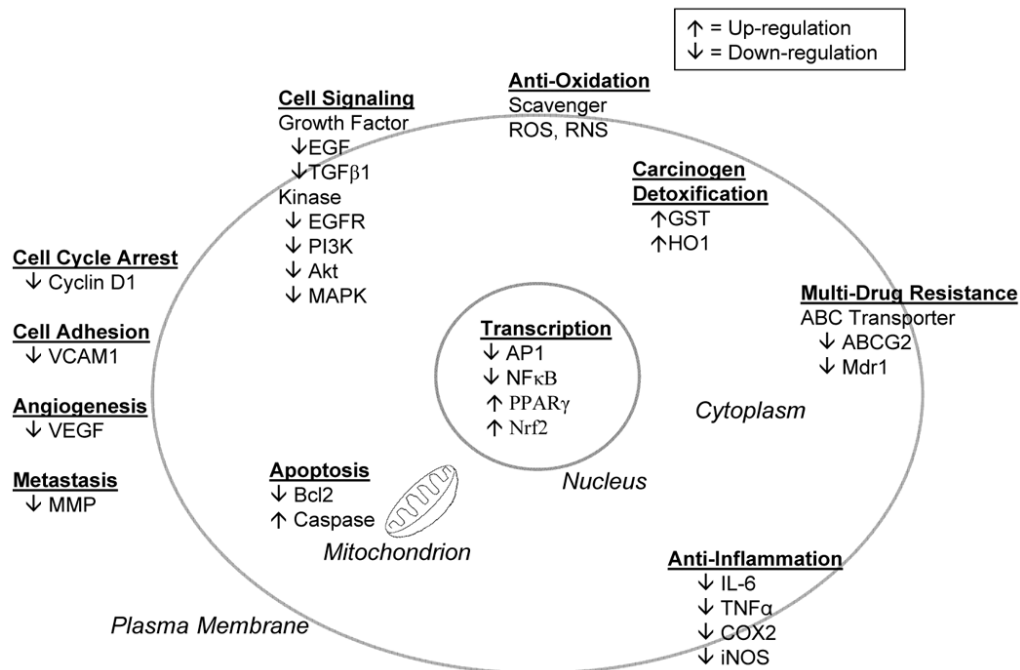 ↑ = Up-regulation
↓ = Down-regulation
Anti-Oxidation
Scavenger
ROS, RNS
Cell Signaling
Growth Factor
↓EGF
↓TGFβ1
Kinase
↓ EGFR
↓ PI3K
↓ Akt
↓ MAPK
Carcinogen
Detoxification
↑GST
↑HO1
Cell Cycle Arrest
↓ Cyclin D1
Cell Adhesion
↓ VCAM1
Angiogenesis
↓ VEGF
Metastasis
↓ MMP
Multi-Drug Resistance
ABC Transporter
↓ ABCG2
↓ Mdr1
Transcription
↓ AP1
↓ NFκB
↑ PPARγ
↑ Nrf2
Cytoplasm
Nucleus
Apoptosis
↓ Bcl2
↑ Caspase
Mitochondrion
Anti-Inflammation
↓ IL-6
↓ TNFα
↓ COX2
↓ iNOS
Plasma Membrane